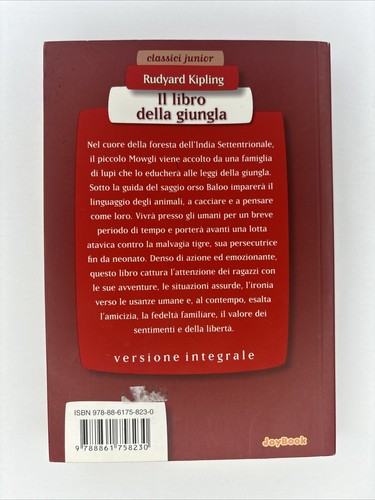 classici junior
Rudyard Kipling
Il libro
della giungla
Nel cuore della foresta dell'India Settentrionale,
il piccolo Mowgli viene accolto da una famiglia
di lupi che lo educherà alle leggi della giungla.
Sotto la guida del saggio orso Baloo imparerà il
linguaggio degli animali, a cacciare e a pensare
come loro. Vivrà presso gli umani per un breve
periodo di tempo e porterà avanti una lotta
atavica contro la malvagia tigre, sua persecutrice
fin da neonato. Denso di azione ed emozionante,
questo libro cattura l'attenzione dei ragazzi con
le sue avventure, le situazioni assurde, l'ironia
verso le usanze umane e, al contempo, esalta
l'amicizia, la fedeltà familiare, il valore dei
sentimenti e della libertà.
versione integrale
ISBN 978-88-6175-823-0
9 788861 758230
JoyBook